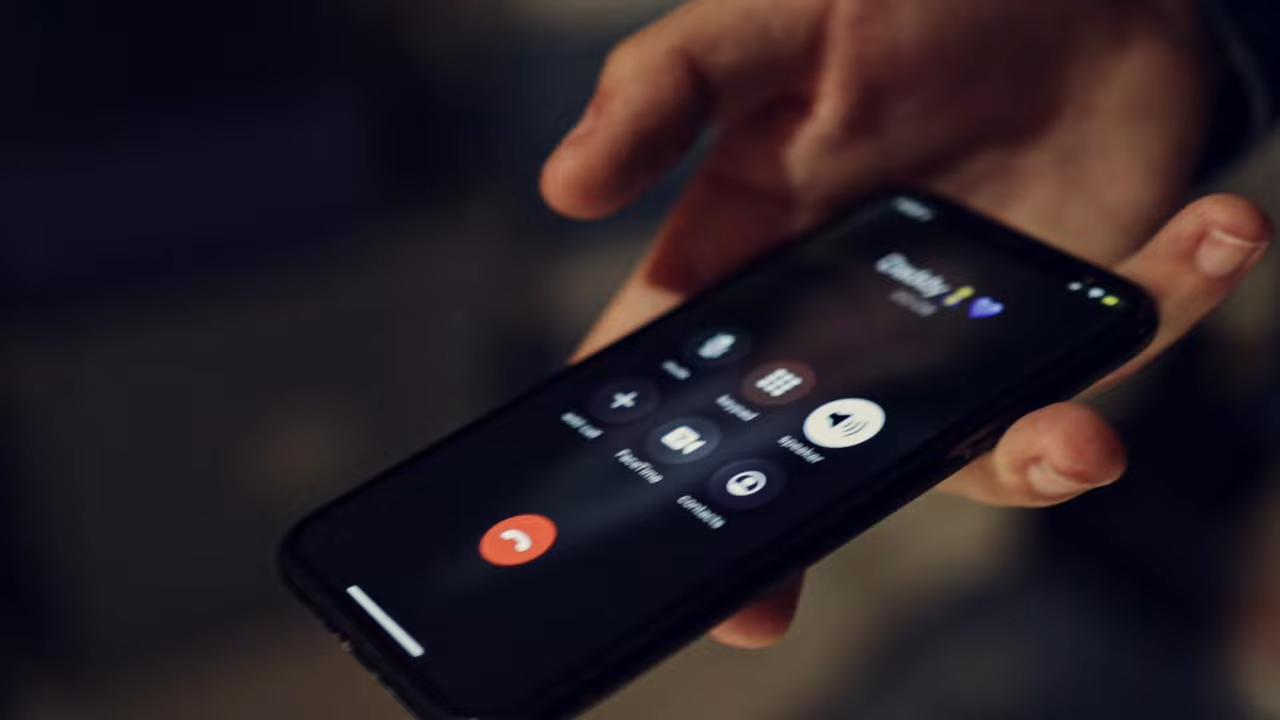 Daddy
mute
keypad
speaker
add call
FaceTime
contacts